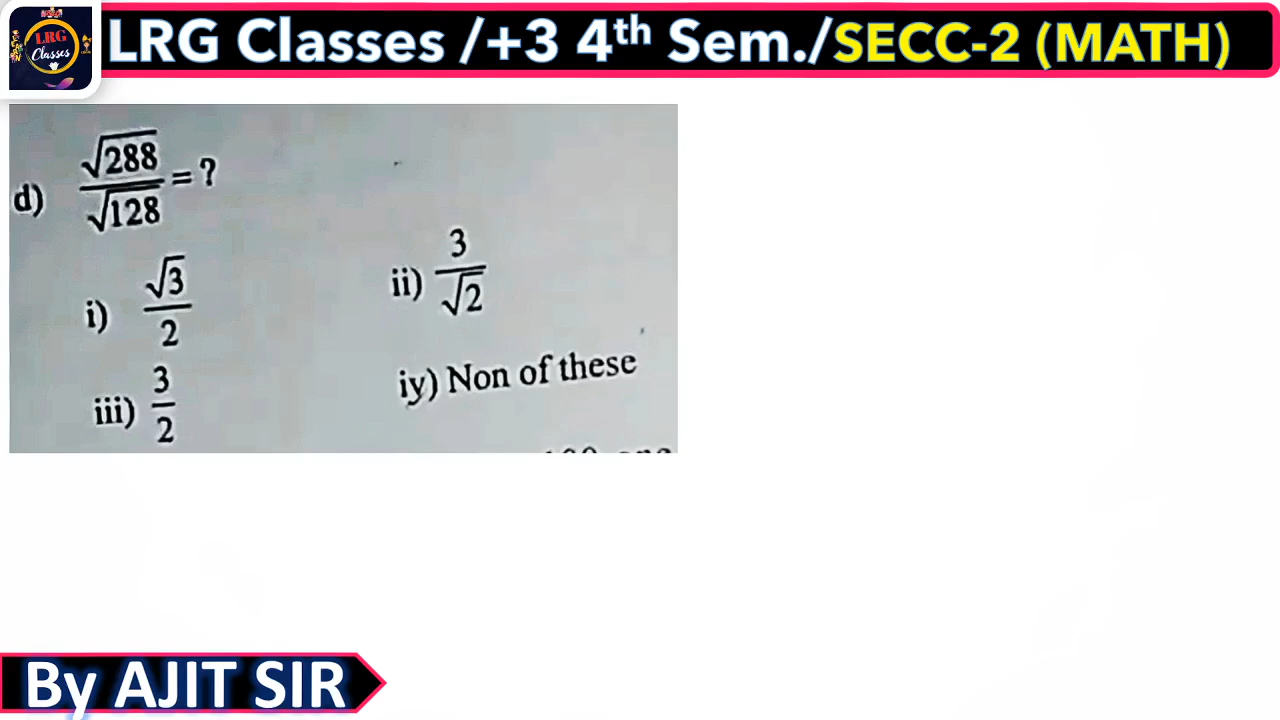 LRG Classes /+3 4th Sem./SECC-2 (MATH)
LRG
Classes
d) √288/√128 = ?
i) √3/2
ii) 3/√2
iii) 3/2
iy) Non of these
By AJIT SIR